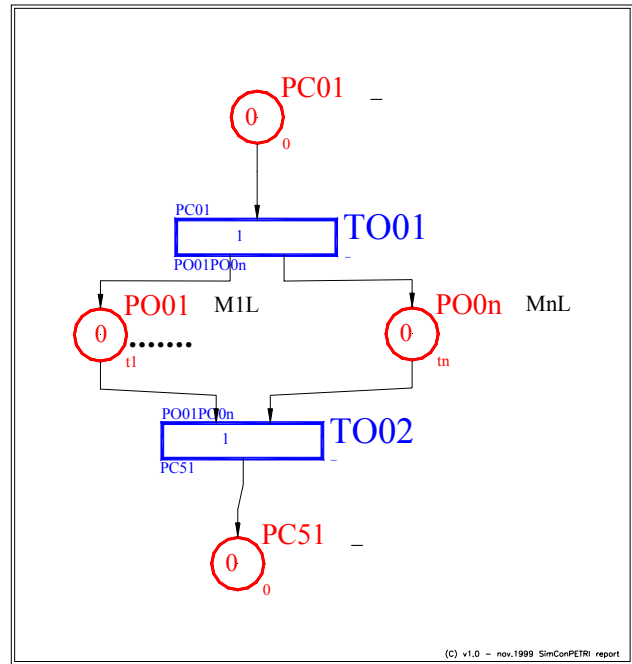 PC01 _
0
0
PC01
1
TO01
PO01PO0n
_
PO01 M1L
0
t1
.......
PO0n MnL
0
tn
PO01PO0n
1
TO02
PC51
_
PC51 _
0
0
(C) v1.0 - nov.1999 SimConPETRI report